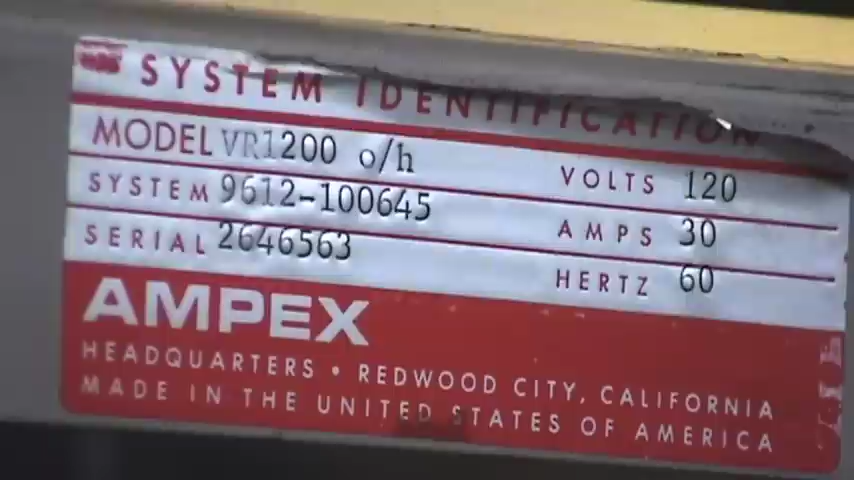 SYSTEM IDENTIFICATION
MODEL VR1200 o/h
VOLTS 120
SYSTEM 9612-100645
AMPS 30
SERIAL 2646563
HERTZ 60
AMPEX
HEADQUARTERS • REDWOOD CITY, CALIFORNIA
MADE IN THE UNITED STATES OF AMERICA